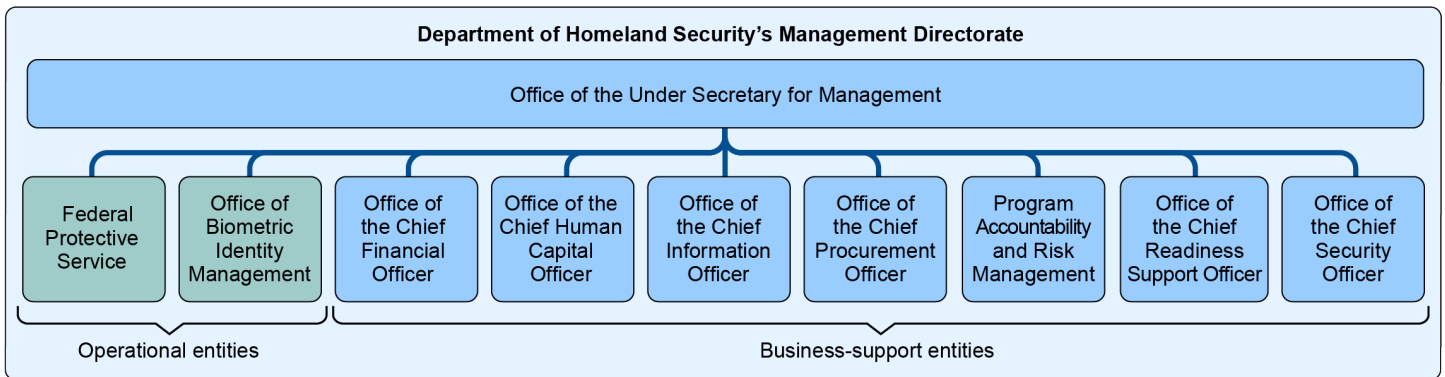 Department of Homeland Security’s Management Directorate
Office of the Under Secretary for Management
Federal
Protective
Service
Office of
Biometric
Identity
Management
Office of
the Chief
Financial
Officer
Office of the
Chief Human
Capital
Officer
Office of
the Chief
Information
Officer
Office of
the Chief
Procurement
Officer
Program
Accountability
and Risk
Management
Office of
the Chief
Readiness
Support Officer
Office of
the Chief
Security
Officer
Operational entities
Business-support entities